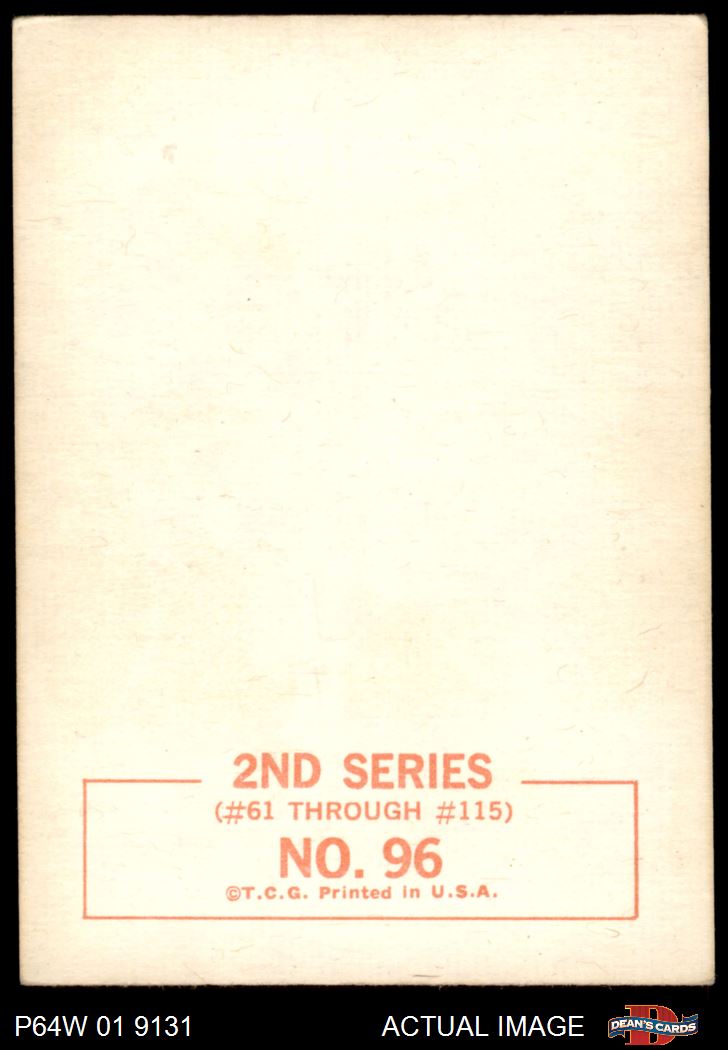 2ND SERIES
(#61 THROUGH #115)
NO. 96
©T.C.G. Printed in U.S.A.
P64W 01 9131
ACTUAL IMAGE
D
DEAN'S CARDS